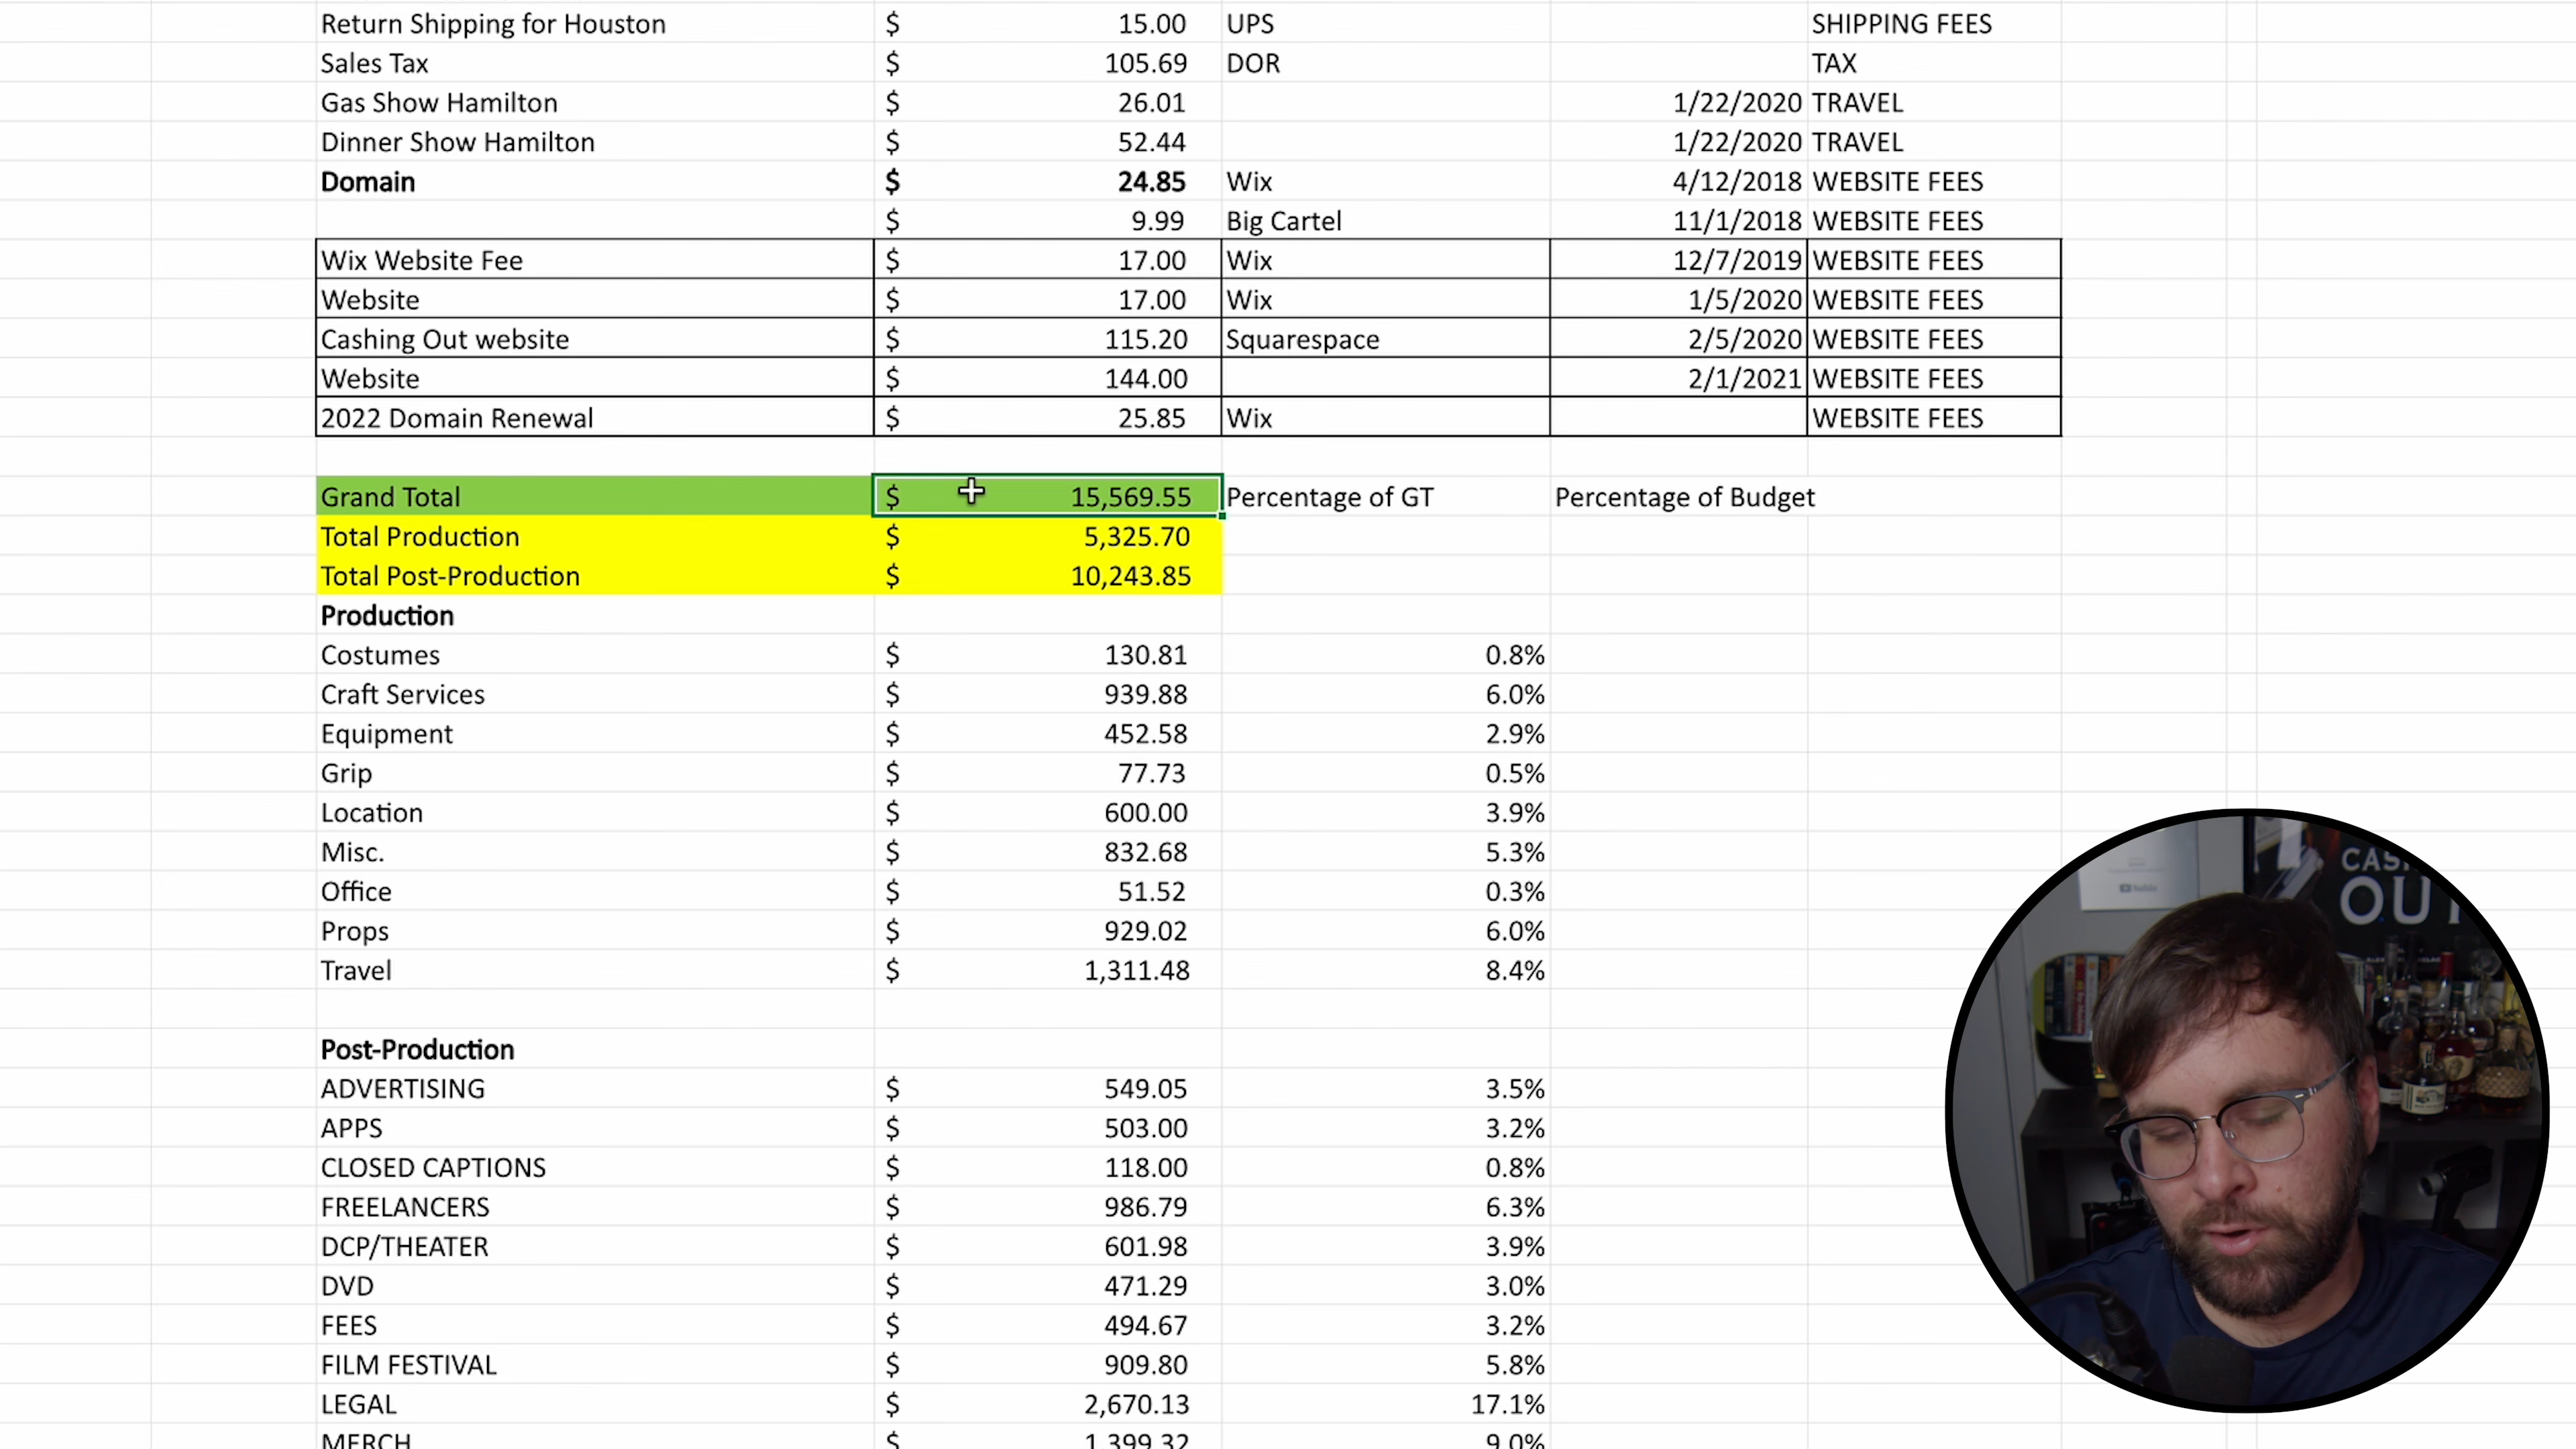 Return Shipping for Houston $ 15.00 UPS SHIPPING FEES
Sales Tax $ 105.69 DOR TAX
Gas Show Hamilton $ 26.01 1/22/2020 TRAVEL
Dinner Show Hamilton $ 52.44 1/22/2020 TRAVEL
Domain $ 24.85 Wix 4/12/2018 WEBSITE FEES
$ 9.99 Big Cartel 11/1/2018 WEBSITE FEES
Wix Website Fee $ 17.00 Wix 12/7/2019 WEBSITE FEES
Website $ 17.00 Wix 1/5/2020 WEBSITE FEES
Cashing Out website $ 115.20 Squarespace 2/5/2020 WEBSITE FEES
Website $ 144.00 2/1/2021 WEBSITE FEES
2022 Domain Renewal $ 25.85 Wix WEBSITE FEES
Grand Total $ 15,569.55 Percentage of GT Percentage of Budget
Total Production $ 5,325.70
Total Post-Production $ 10,243.85
Production
Costumes $ 130.81 0.8%
Craft Services $ 939.88 6.0%
Equipment $ 452.58 2.9%
Grip $ 77.73 0.5%
Location $ 600.00 3.9%
Misc. $ 832.68 5.3%
Office $ 51.52 0.3%
Props $ 929.02 6.0%
Travel $ 1,311.48 8.4%
Post-Production
ADVERTISING $ 549.05 3.5%
APPS $ 503.00 3.2%
CLOSED CAPTIONS $ 118.00 0.8%
FREELANCERS $ 986.79 6.3%
DCP/THEATER $ 601.98 3.9%
DVD $ 471.29 3.0%
FEES $ 494.67 3.2%
FILM FESTIVAL $ 909.80 5.8%
LEGAL $ 2,670.13 17.1%
MERCH $ 1,399.32 9.0%
CAS
OUT
YouTube